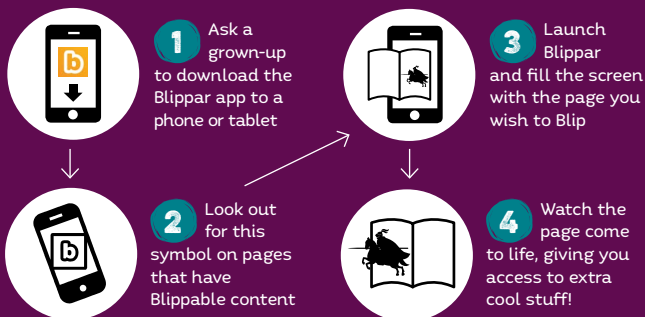 1 Ask a
grown-up
to download the
Blippar app to a
phone or tablet
2 Look out
for this
symbol on pages
that have
Blippable content
3 Launch
Blippar
and fill the screen
with the page you
wish to Blip
4 Watch the
page come
to life, giving you
access to extra
cool stuff!